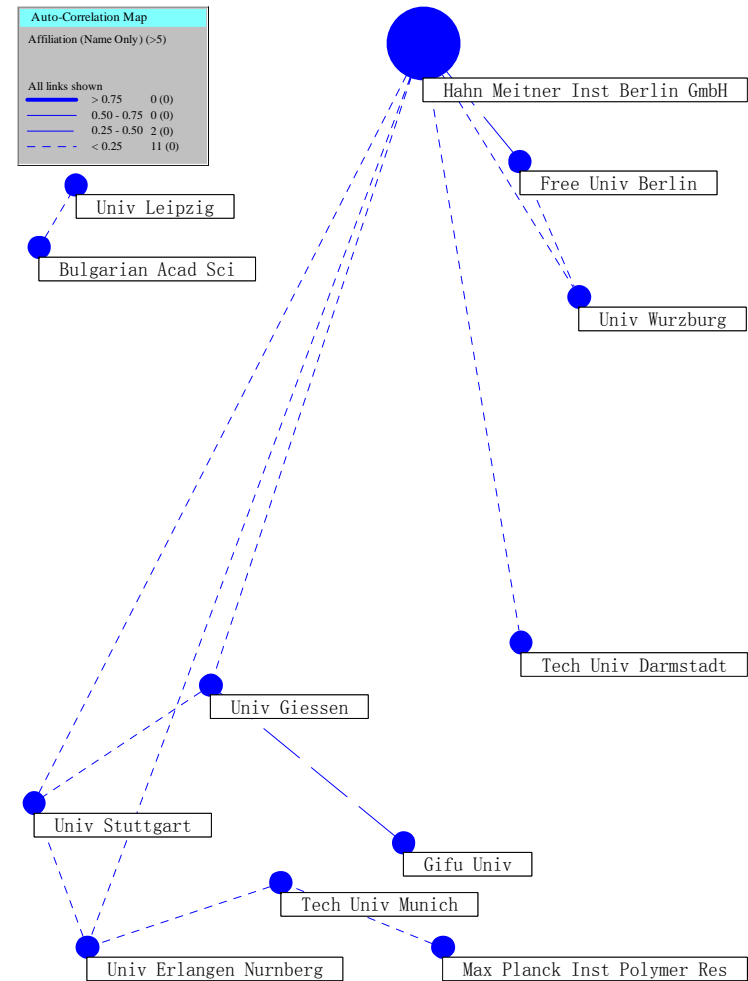 Auto-Correlation Map
Affiliation (Name Only) (>5)
All links shown
> 0.75 0 (0)
0.50 - 0.75 0 (0)
0.25 - 0.50 2 (0)
< 0.25 11 (0)
Hahn Meitner Inst Berlin GmbH
Free Univ Berlin
Univ Leipzig
Bulgarian Acad Sci
Univ Wurzburg
Tech Univ Darmstadt
Univ Giessen
Univ Stuttgart
Gifu Univ
Tech Univ Munich
Univ Erlangen Nurnberg
Max Planck Inst Polymer Res